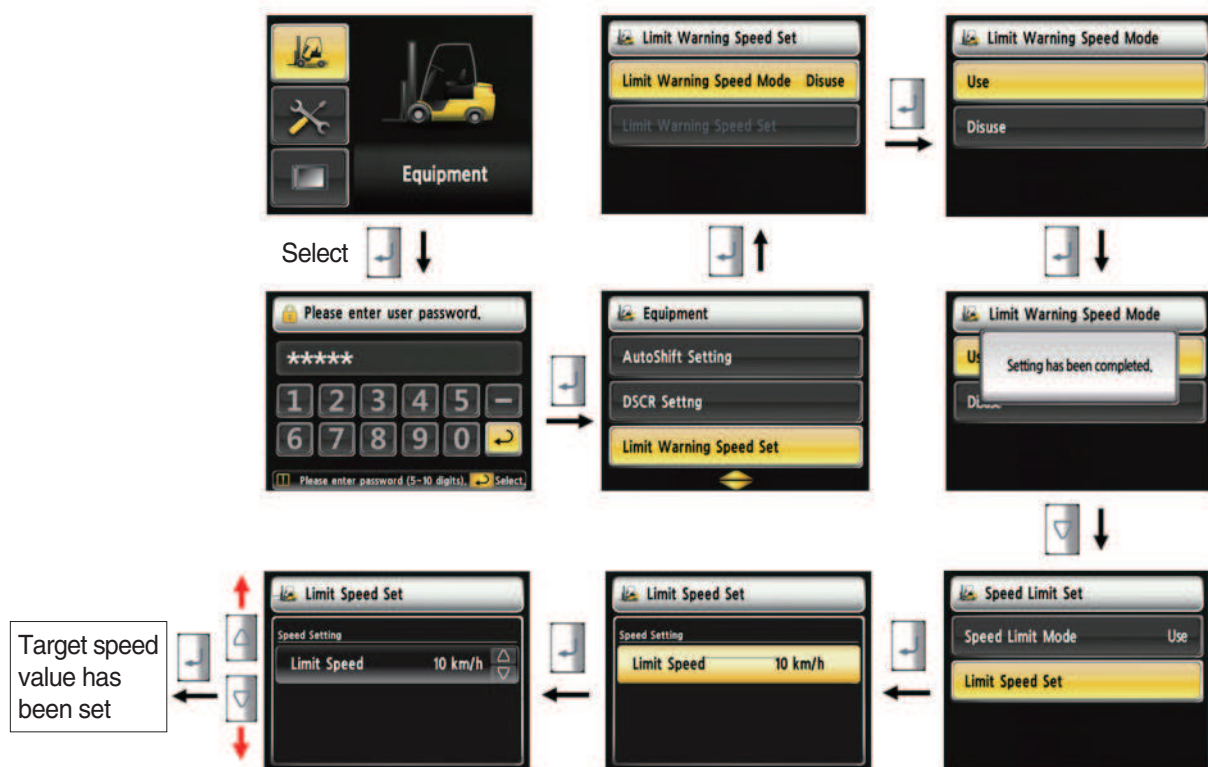 Equipment
Select
Please enter user password.
*****
1 2 3 4 5 -
6 7 8 9 0
Please enter password (5-10 digits). Select.
Equipment
AutoShift Setting
DSCR Settng
Limit Warning Speed Set
Limit Warning Speed Set
Limit Warning Speed Mode Disuse
Limit Warning Speed Set
Limit Warning Speed Mode
Use
Disuse
Limit Warning Speed Mode
Us
Setting has been completed.
Speed Limit Set
Speed Limit Mode Use
Limit Speed Set
Limit Speed Set
Speed Setting
Limit Speed 10 km/h
Limit Speed Set
Speed Setting
Limit Speed 10 km/h
Target speed
value has
been set